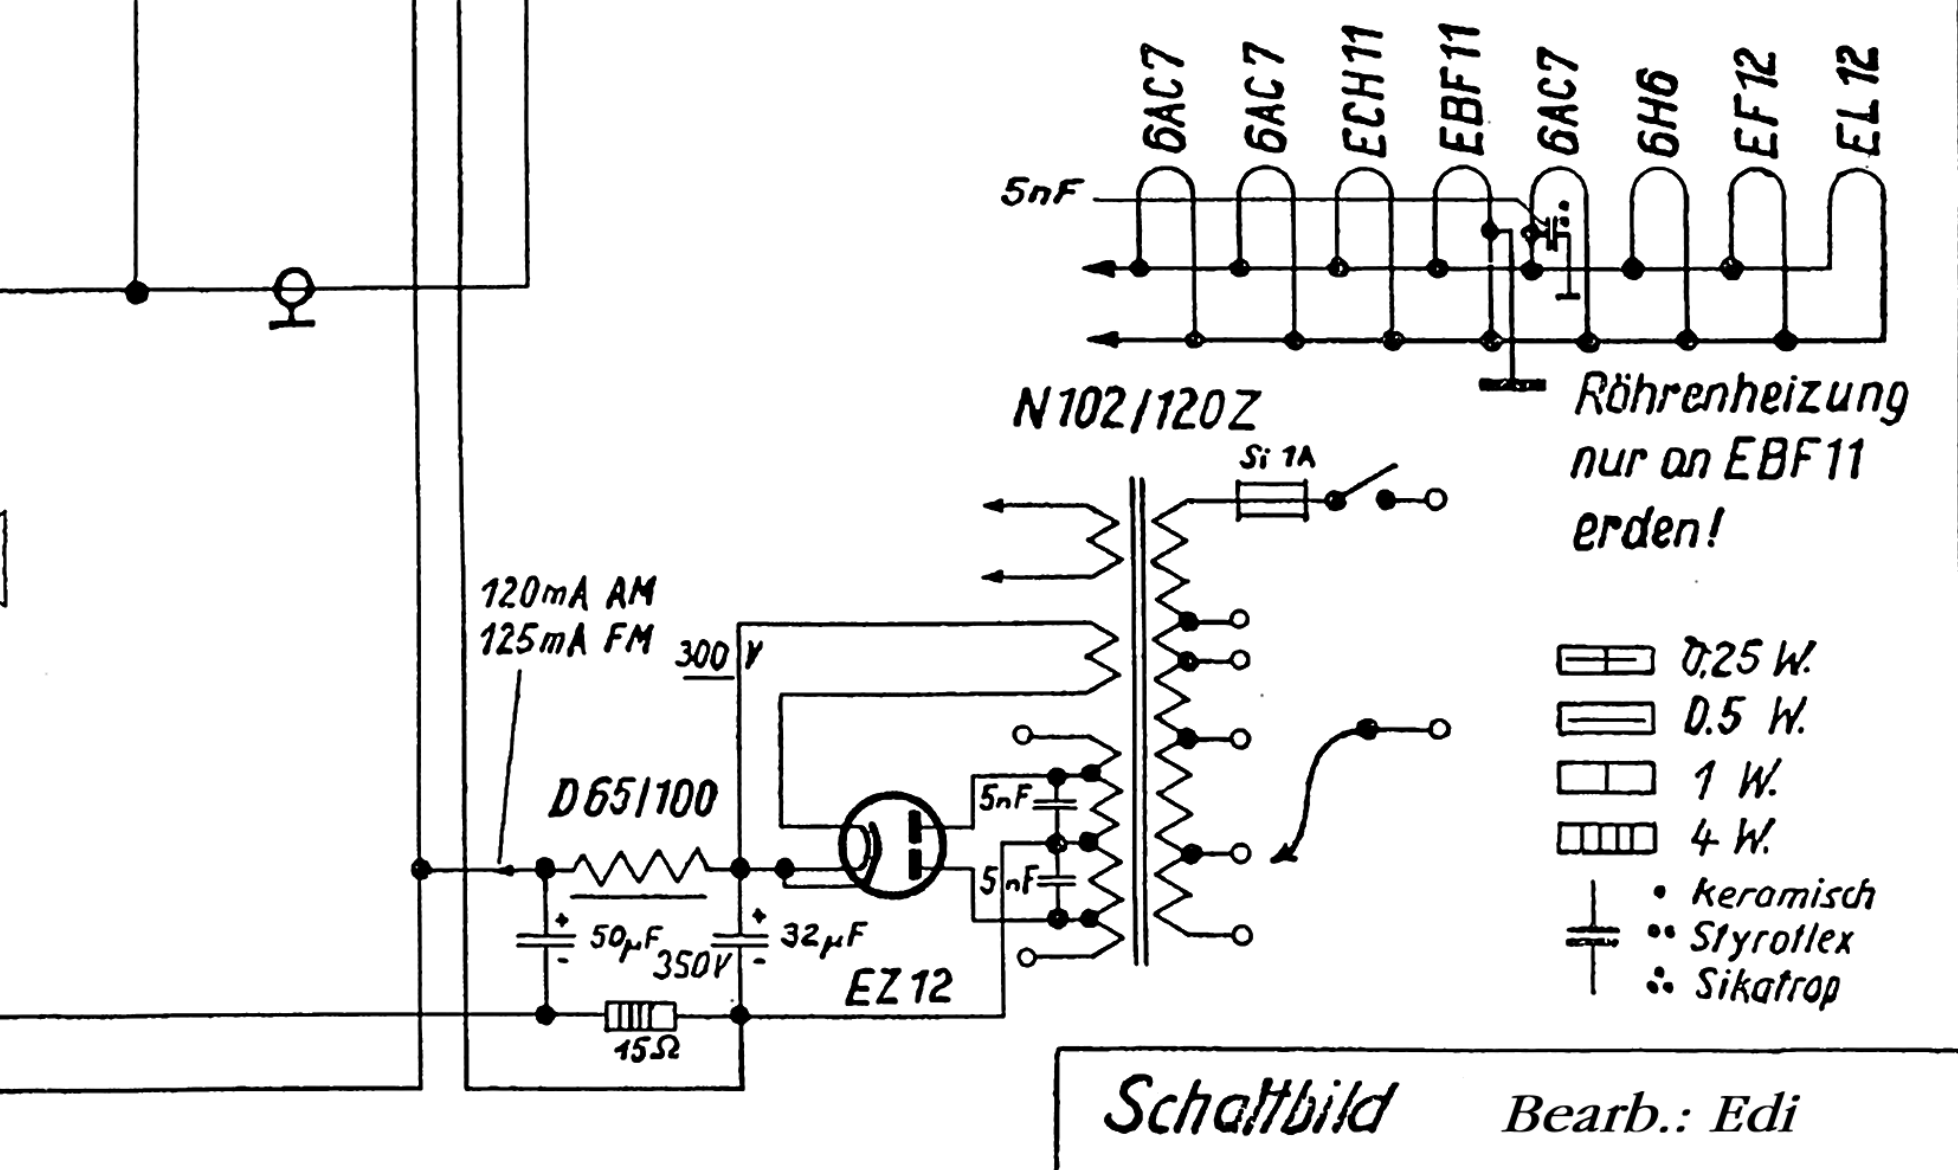 6AC7
6AC7
ECH11
EBF11
6AC7
6H6
EF12
EL12
5nF
N102/120Z
Röhrenheizung
nur an EBF11
erden!
Si 1A
120mA AM
125mA FM
300 V
0,25 W.
0.5 W.
1 W.
4 W.
D65/100
5nF
5nF
+
50µF
-
350V
+
32µF
-
EZ12
15Ω
• keramisch
•• Styroflex
∴ Sikatrop
Schaltbild Bearb.: Edi